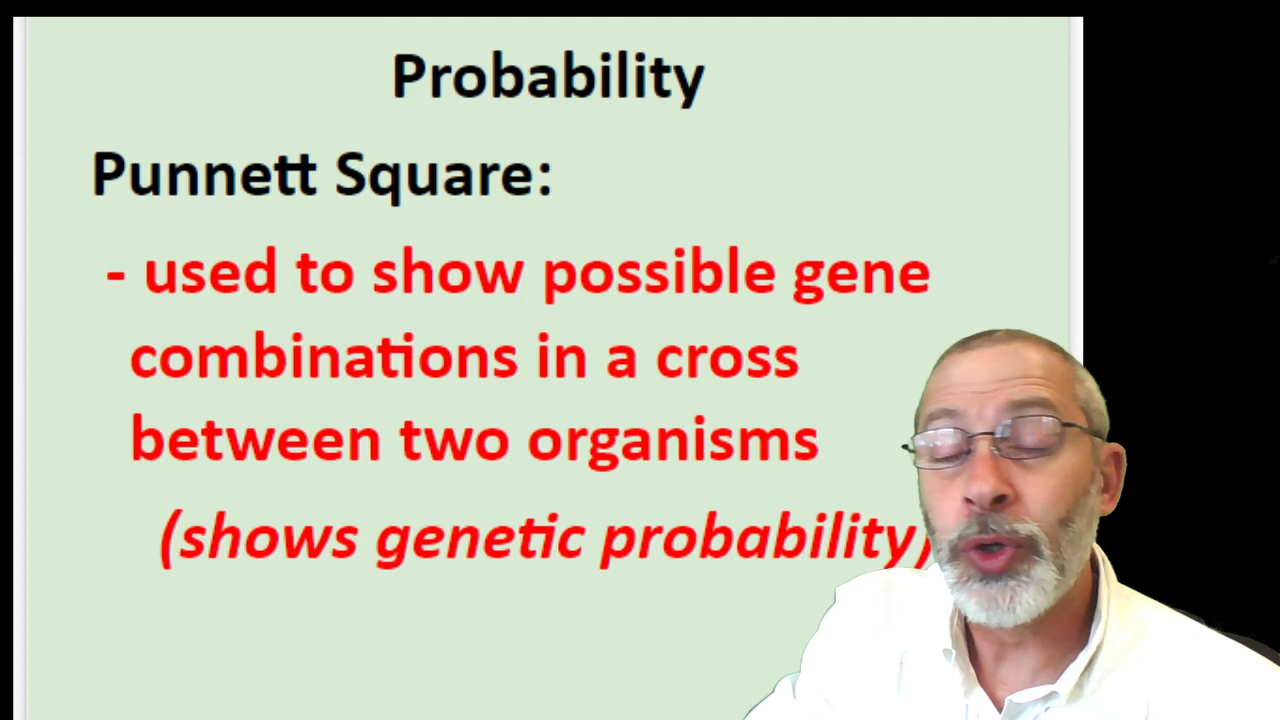 Probability
Punnett Square:
- used to show possible gene
combinations in a cross
between two organisms
(shows genetic probability)